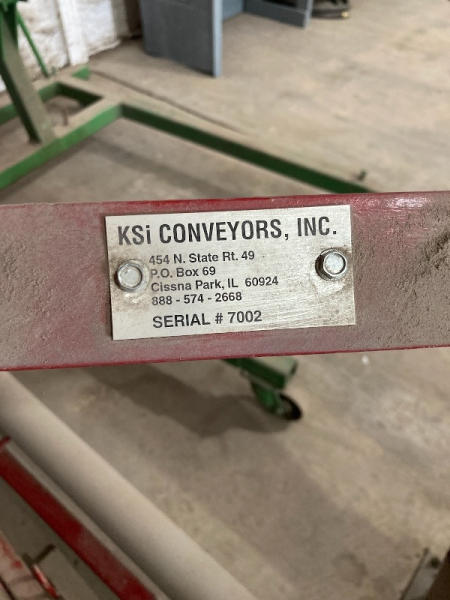 KSi CONVEYORS, INC.
454 N. State Rt. 49
P.O. Box 69
Cissna Park, IL 60924
888 - 574 - 2668
SERIAL # 7002